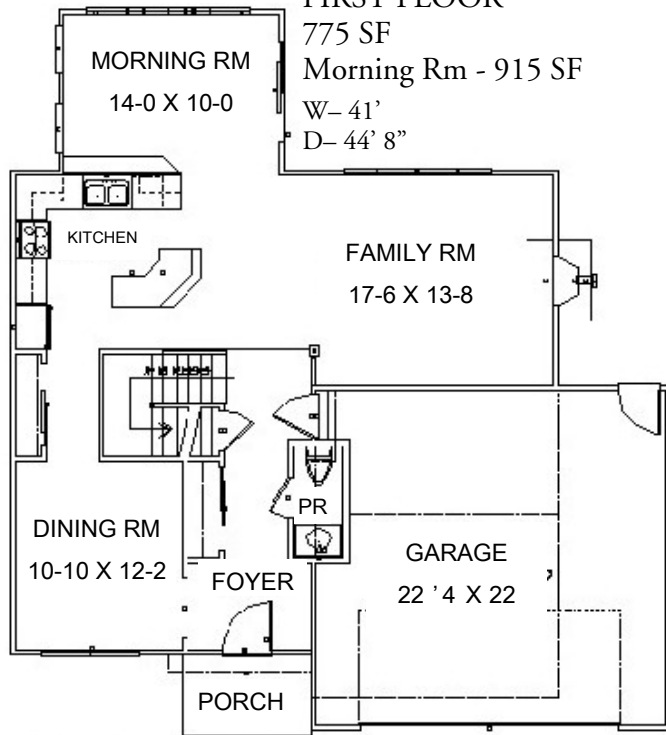 FIRST FLOOR
775 SF
Morning Rm - 915 SF
W– 41’
D– 44’ 8”
MORNING RM
14-0 X 10-0
KITCHEN
FAMILY RM
17-6 X 13-8
DINING RM
10-10 X 12-2
PR
FOYER
GARAGE
22 ’ 4 X 22
PORCH